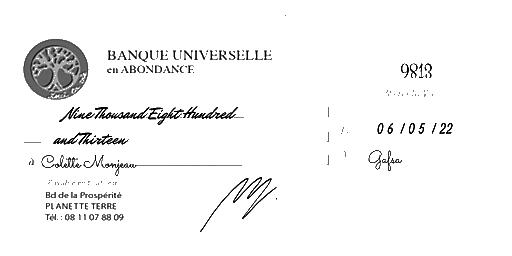 BANQUE UNIVERSELLE
en ABONDANCE
9813
Nine Thousand Eight Hundred
and Thirteen
06/05/22
à Colette Monjeau
Gafsa
Bd de la Prospérité
PLANETTE TERRE
Tél. : 08 11 07 88 09